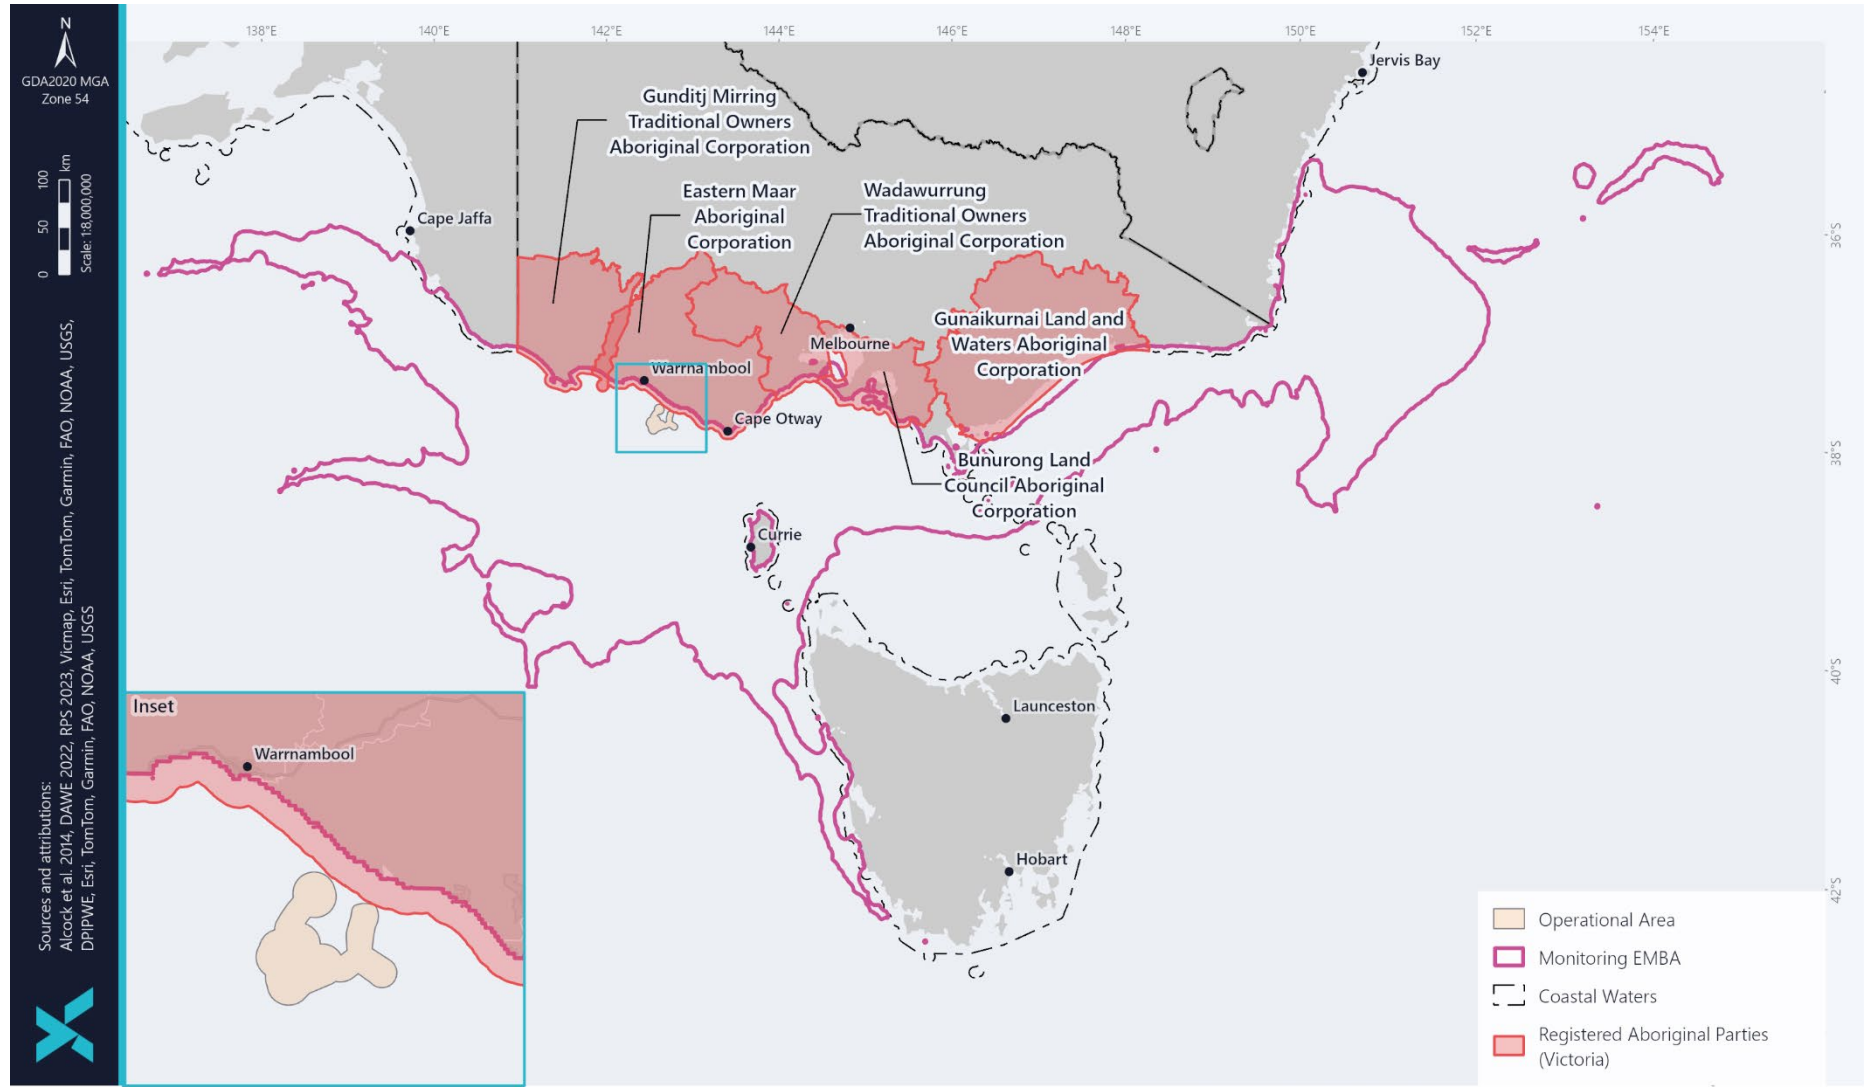 N
GDA2020 MGA
Zone 54
0 50 100 km
Scale: 1:8,000,000
Sources and attributions:
Alcock et al. 2014, DAWE 2022, RPS 2023, Vicmap, Esri, TomTom, Garmin, FAO, NOAA, USGS,
DPIPWE, Esri, TomTom, Garmin, FAO, NOAA, USGS
138°E
140°E
142°E
144°E
146°E
148°E
150°E
152°E
154°E
36°S
38°S
40°S
42°S
Jervis Bay
Gunditj Mirring
Traditional Owners
Aboriginal Corporation
Eastern Maar
Aboriginal
Corporation
Wadawurrung
Traditional Owners
Aboriginal Corporation
Cape Jaffa
Gunaikurnai Land and
Waters Aboriginal
Corporation
Melbourne
Warrnambool
Cape Otway
Bunurong Land
Council Aboriginal
Corporation
Currie
Launceston
Hobart
Inset
Warrnambool
Operational Area
Monitoring EMBA
Coastal Waters
Registered Aboriginal Parties
(Victoria)